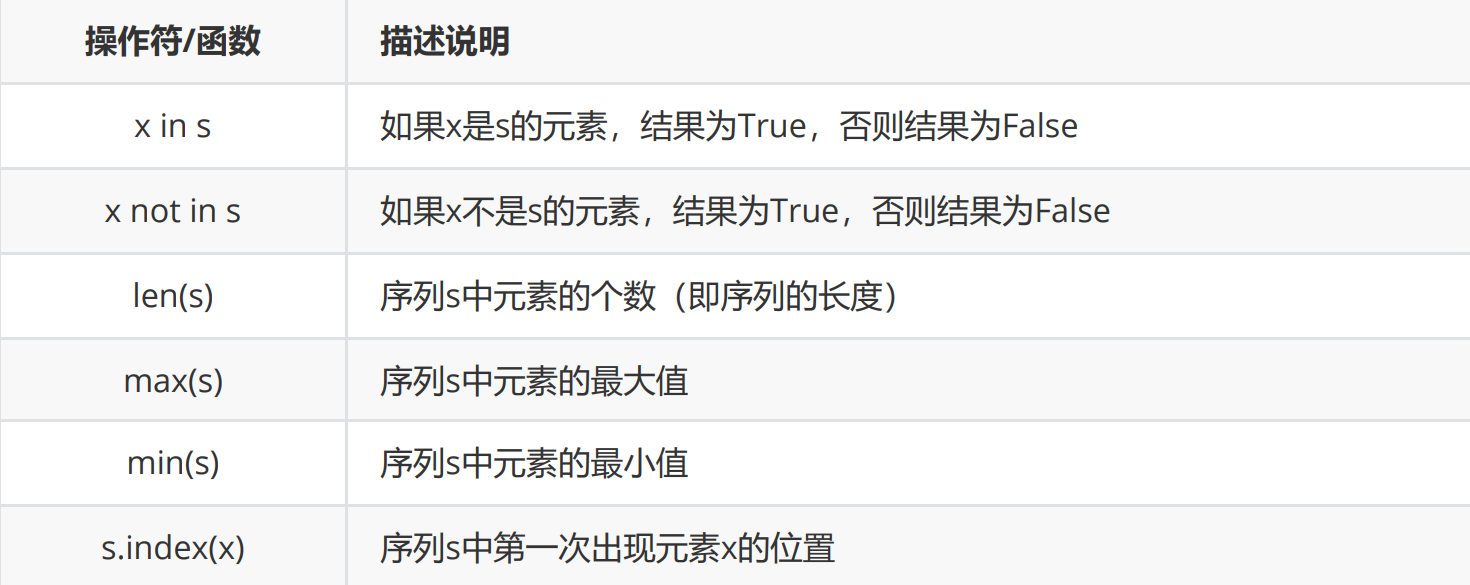 操作符/函数 描述说明
x in s 如果x是s的元素，结果为True，否则结果为False
x not in s 如果x不是s的元素，结果为True，否则结果为False
len(s) 序列s中元素的个数（即序列的长度）
max(s) 序列s中元素的最大值
min(s) 序列s中元素的最小值
s.index(x) 序列s中第一次出现元素x的位置